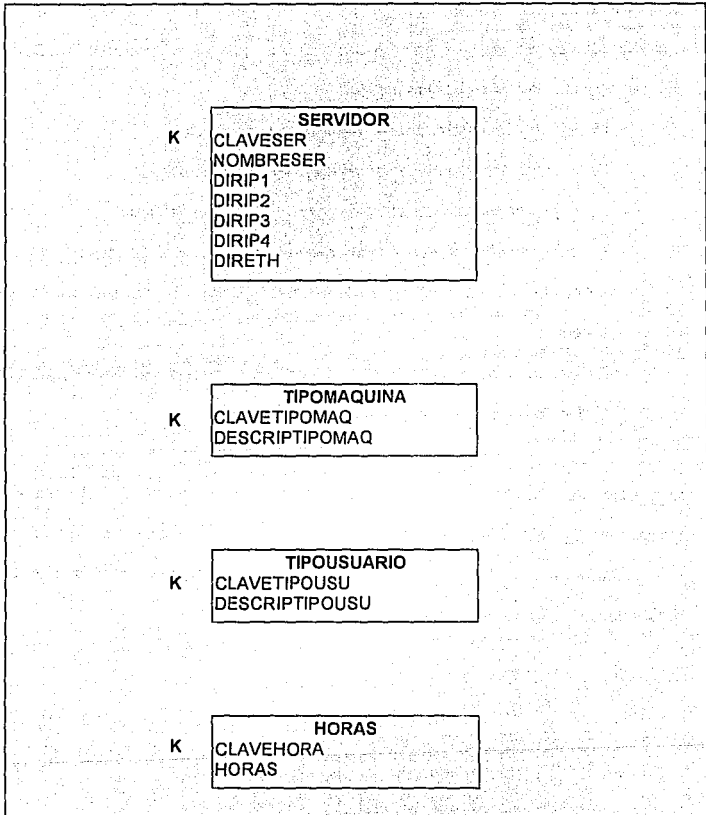 SERVIDOR
K CLAVESER
NOMBRESER
DIRIP1
DIRIP2
DIRIP3
DIRIP4
DIRETH
TIPOMAQUINA
K CLAVETIPOMAQ
DESCRIPTIPOMAQ
TIPOUSUARIO
K CLAVETIPOUSU
DESCRIPTIPOUSU
HORAS
K CLAVEHORA
HORAS